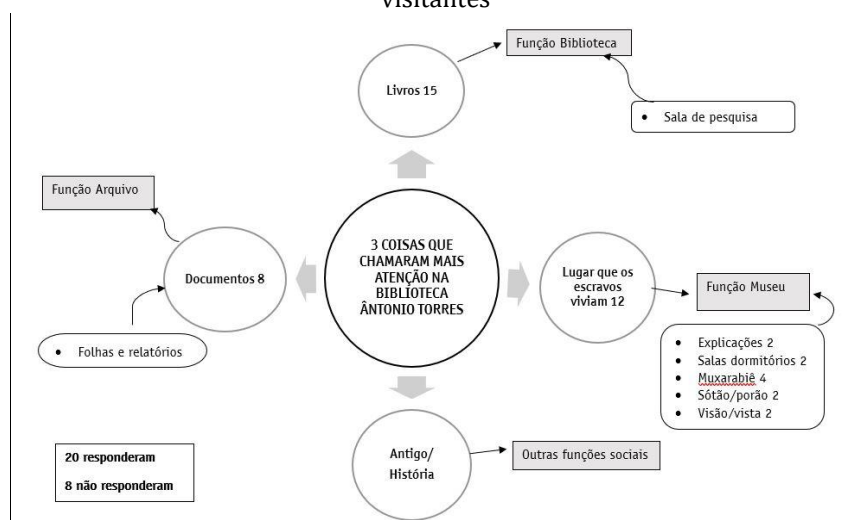 visitantes
Função Biblioteca
Livros 15
• Sala de pesquisa
Função Arquivo
3 COISAS QUE
CHAMARAM MAIS
ATENÇÃO NA
BIBLIOTECA
ÂNTONIO TORRES
Documentos 8
Lugar que os
escravos
viviam 12
Função Museu
• Folhas e relatórios
• Explicações 2
• Salas dormitórios 2
• Muxarabiê 4
• Sótão/porão 2
• Visão/vista 2
Antigo/
História
Outras funções sociais
20 responderam
8 não responderam